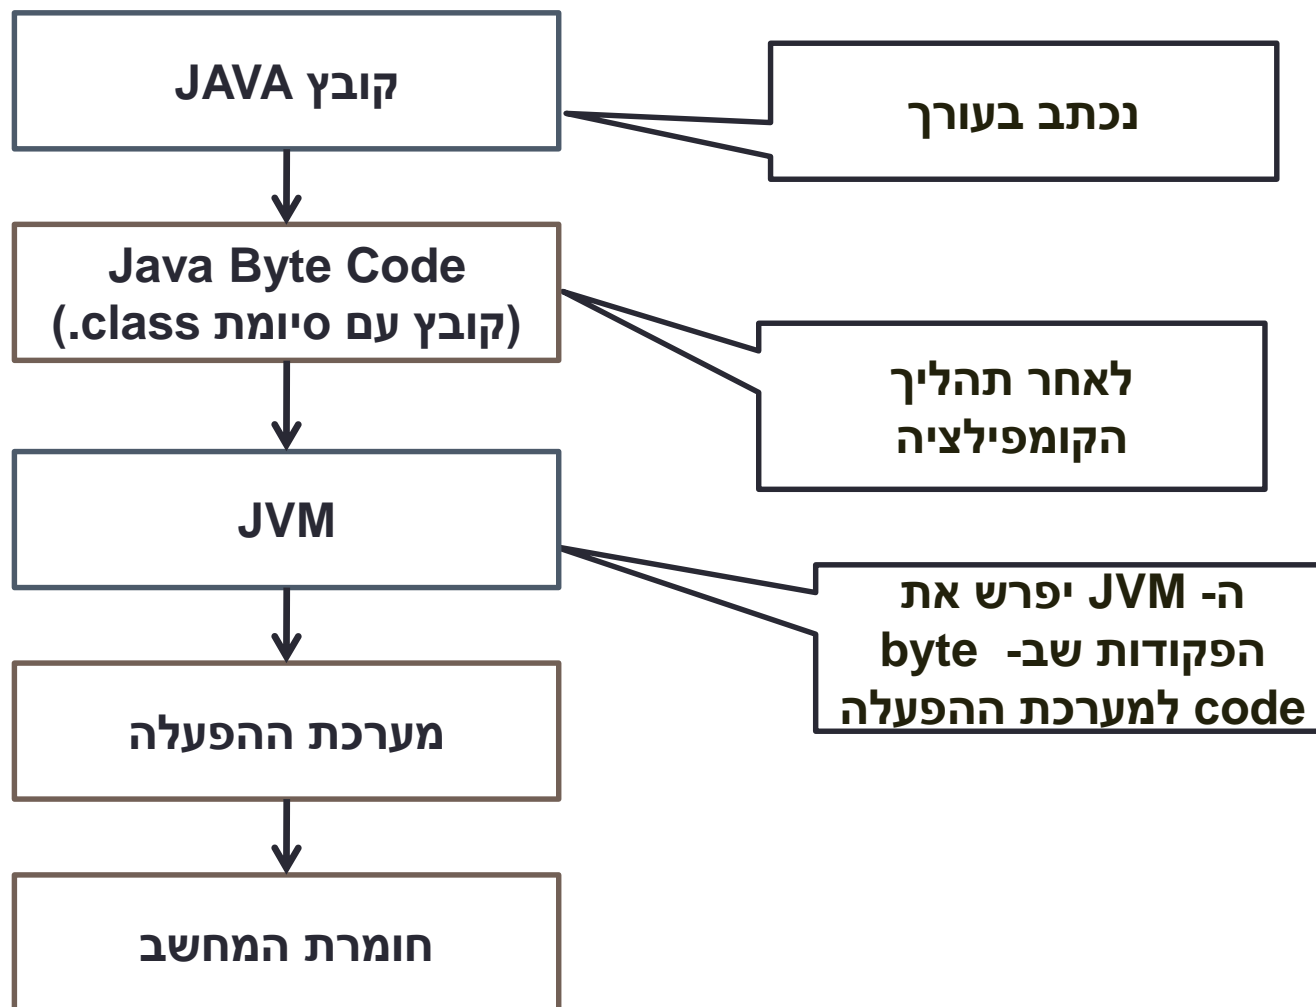 קובץ JAVA
נכתב בעורך
Java Byte Code
(קובץ עם סיומת class.)
לאחר תהליך
הקומפילציה
JVM
ה- JVM יפרש את
הפקודות שב- byte
code למערכת ההפעלה
מערכת ההפעלה
חומרת המחשב